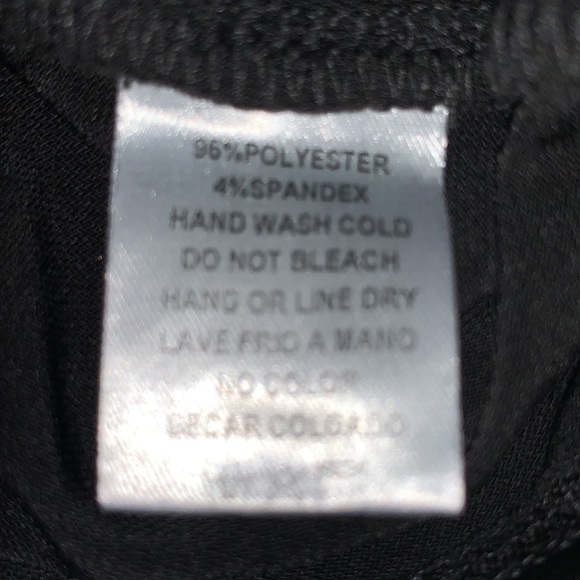 96%POLYESTER
4%SPANDEX
HAND WASH COLD
DO NOT BLEACH
HANG OR LINE DRY
LAVE FRIO A MANO
NO COLOR
SECAR COLGADO